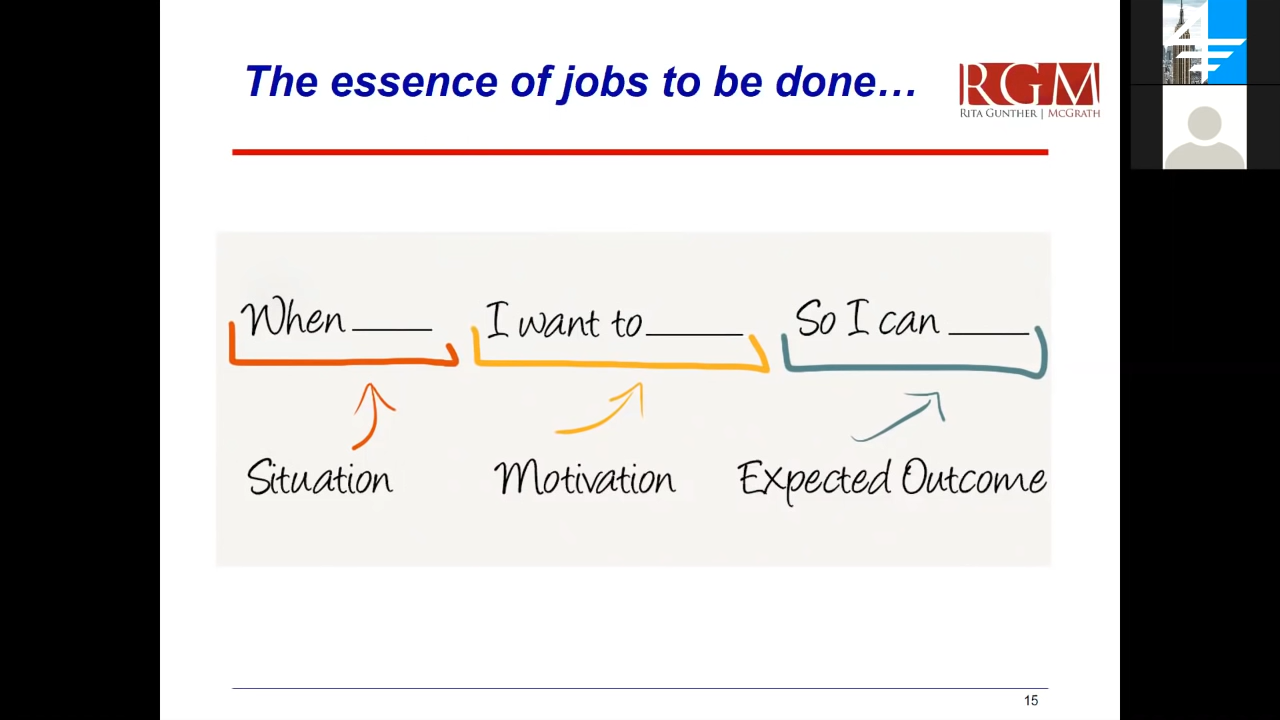 The essence of jobs to be done…
RGM
RITA GUNTHER | MCGRATH
When ____ I want to ____ So I can ____
Situation Motivation Expected Outcome
15